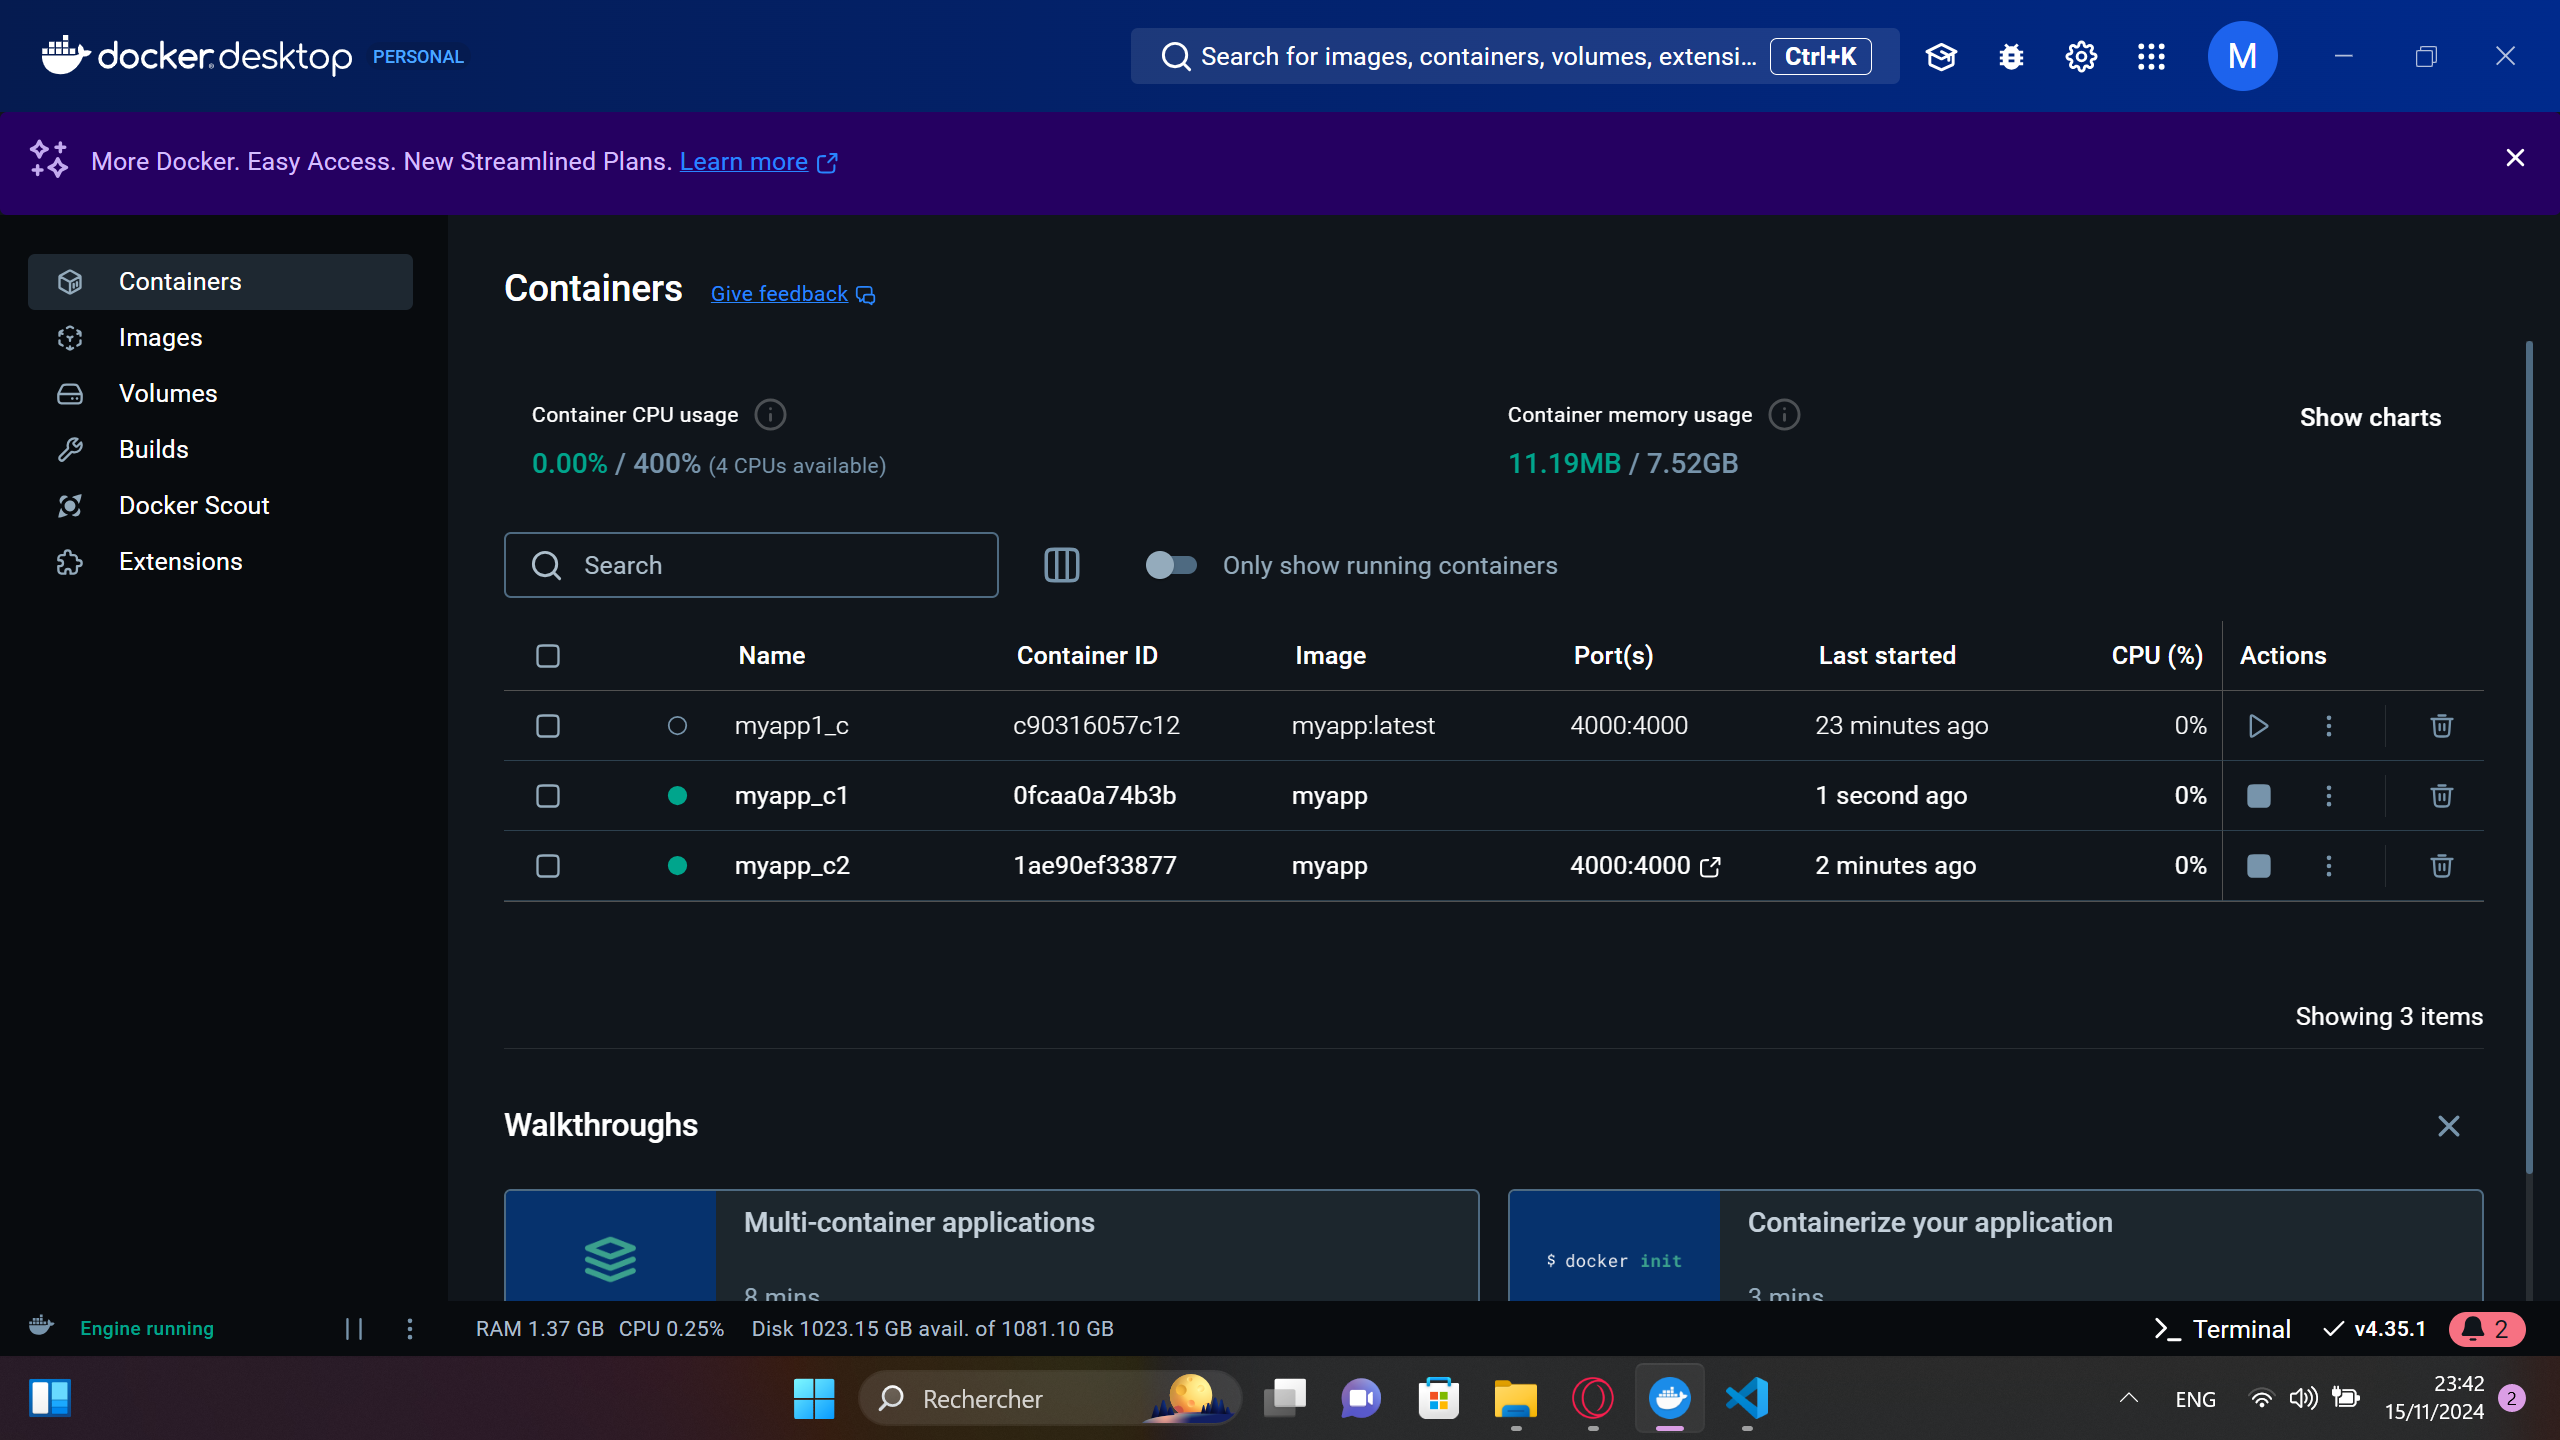 docker desktop PERSONAL
Search for images, containers, volumes, extensi... Ctrl+K
M
More Docker. Easy Access. New Streamlined Plans. Learn more
Containers
Images
Volumes
Builds
Docker Scout
Extensions
Containers Give feedback
Container CPU usage
0.00% / 400% (4 CPUs available)
Container memory usage
11.19MB / 7.52GB
Show charts
Search
Only show running containers
Name Container ID Image Port(s) Last started CPU (%) Actions
myapp1_c c90316057c12 myapp:latest 4000:4000 23 minutes ago 0%
myapp_c1 0fcaa0a74b3b myapp 1 second ago 0%
myapp_c2 1ae90ef33877 myapp 4000:4000 2 minutes ago 0%
Showing 3 items
Walkthroughs
Multi-container applications
8 mins
$ docker init
Containerize your application
3 mins
Engine running
RAM 1.37 GB CPU 0.25% Disk 1023.15 GB avail. of 1081.10 GB
Terminal
v4.35.1
2
Rechercher
ENG
23:42
15/11/2024
2